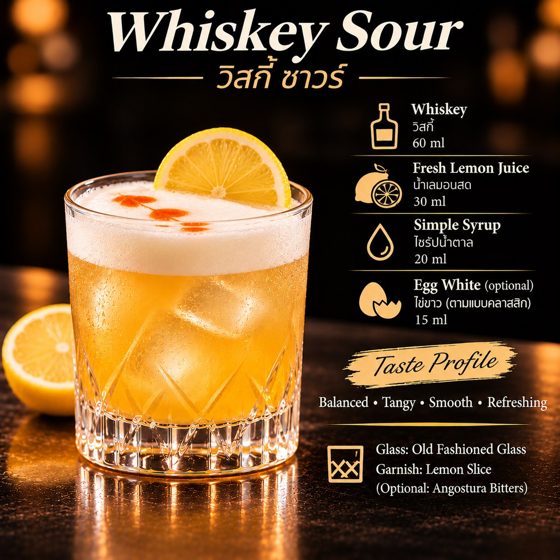 Whiskey Sour
วิสกี้ ซาวร์
Whiskey
วิสกี้
60 ml
Fresh Lemon Juice
น้ำเลมอนสด
30 ml
Simple Syrup
ไซรัปน้ำตาล
20 ml
Egg White (optional)
ไข่ขาว (ตามแบบคลาสสิก)
15 ml
Taste Profile
Balanced • Tangy • Smooth • Refreshing
Glass: Old Fashioned Glass
Garnish: Lemon Slice
(Optional: Angostura Bitters)